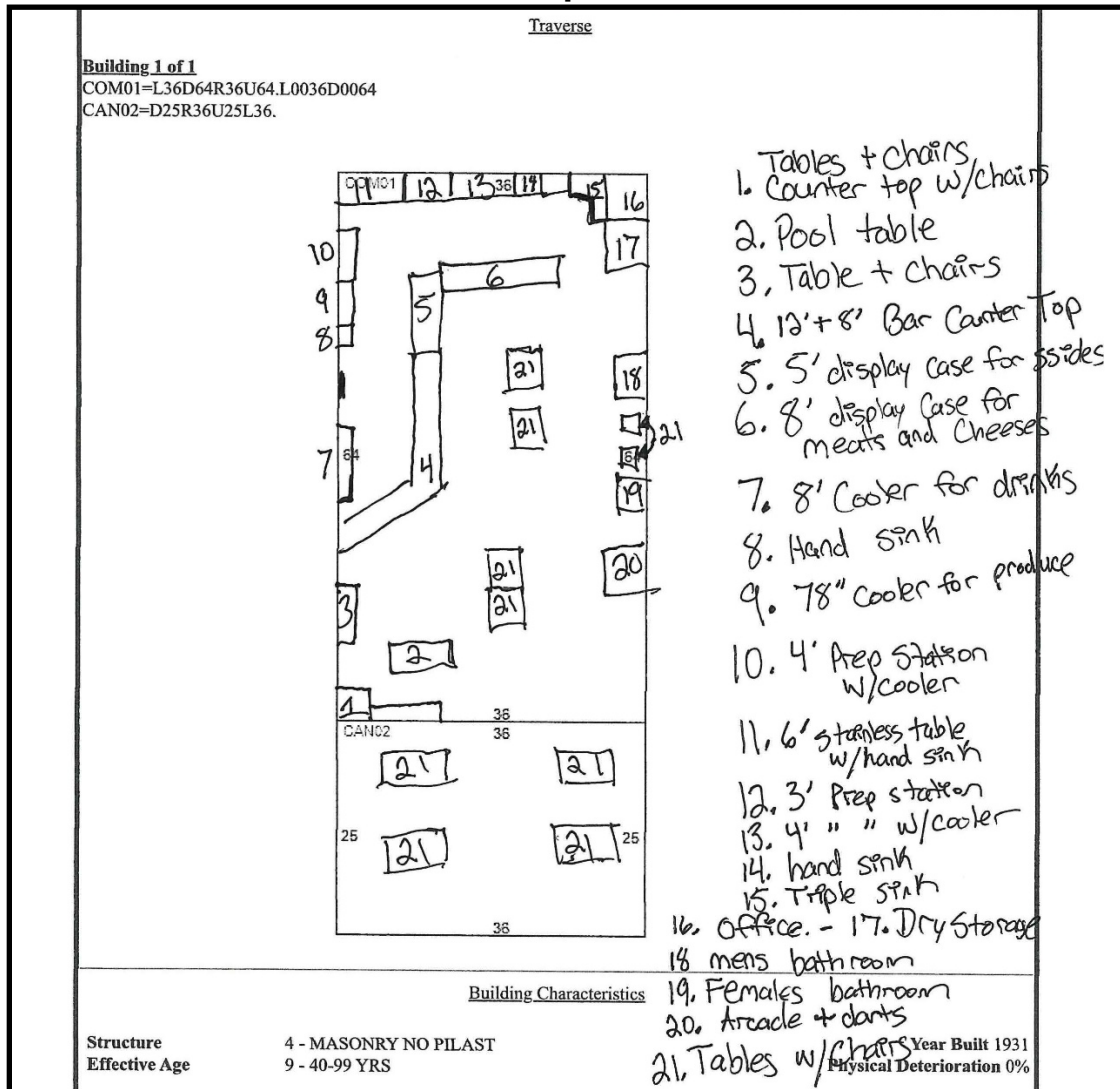 Traverse
Building 1 of 1
COM01=L36D64R36U64.L0036D0064
CAN02=D25R36U25L36.
COM01
11
12
13
36
14
15
16
17
10
9
8
7
64
6
5
4
21
21
18
21
64
19
20
21
21
3
2
1
36
CAN02
36
21
21
25
21
21
25
36
Tables + Chairs
1. Counter top w/chairs
2. Pool table
3. Table + Chairs
4. 12'+8' Bar Counter Top
5. 5' display case for ssides
6. 8' display Case for
meats and Cheeses
7. 8' Cooler for drinks
8. Hand sink
9. 78" Cooler for produce
10. 4' Prep Station
w/cooler
11. 6' stainless table
w/hand sink
12. 3' Prep station
13. 4' " " w/cooler
14. hand sink
15. Triple sink
16. Office. - 17. Dry Storage
18 mens bathroom
19. Females bathroom
20. Arcade + darts
21. Tables w/Chairs
Building Characteristics
Structure 4 - MASONRY NO PILAST Year Built 1931
Effective Age 9 - 40-99 YRS Physical Deterioration 0%